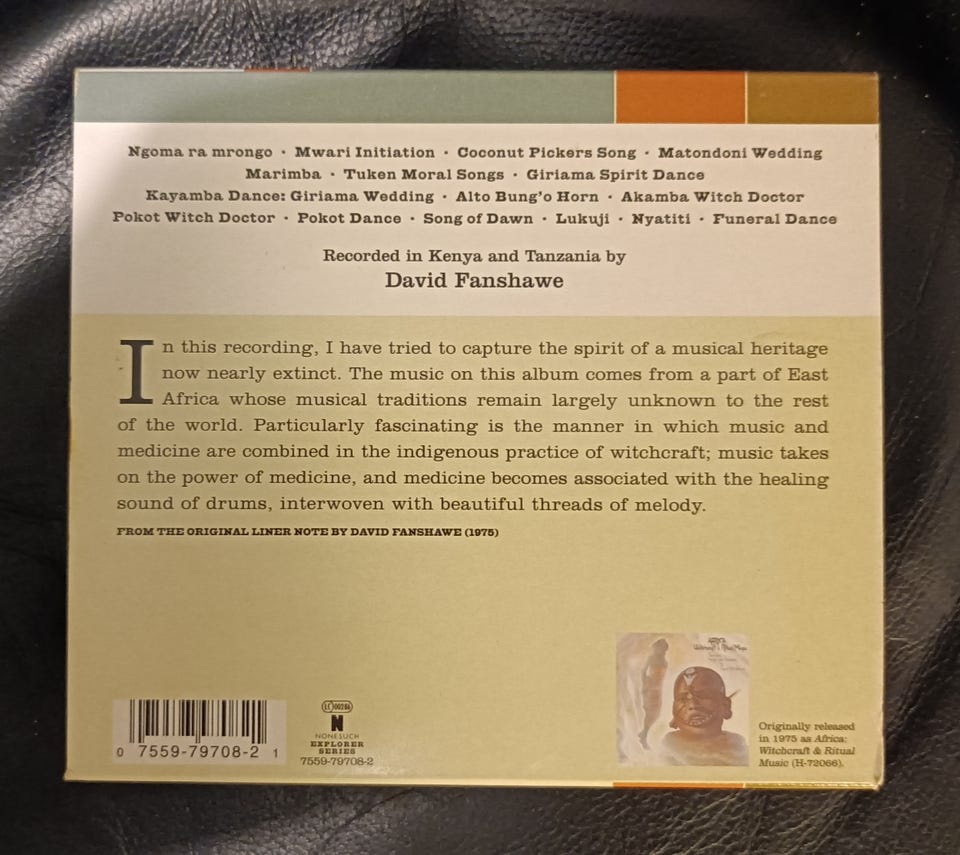 Ngoma ra mrongo · Mwari Initiation · Coconut Pickers Song · Matondoni Wedding
Marimba · Tuken Moral Songs · Giriama Spirit Dance
Kayamba Dance: Giriama Wedding · Alto Bung'o Horn · Akamba Witch Doctor
Pokot Witch Doctor · Pokot Dance · Song of Dawn · Lukuji · Nyatiti · Funeral Dance
Recorded in Kenya and Tanzania by
David Fanshawe
In this recording, I have tried to capture the spirit of a musical heritage
now nearly extinct. The music on this album comes from a part of East
Africa whose musical traditions remain largely unknown to the rest
of the world. Particularly fascinating is the manner in which music and
medicine are combined in the indigenous practice of witchcraft; music takes
on the power of medicine, and medicine becomes associated with the healing
sound of drums, interwoven with beautiful threads of melody.
FROM THE ORIGINAL LINER NOTE BY DAVID FANSHAWE (1975)
0 7559-79708-2 1
LC 00286
N
NONESUCH
EXPLORER
SERIES
7559-79708-2
Originally released
in 1975 as Africa:
Witchcraft & Ritual
Music (H-72066).